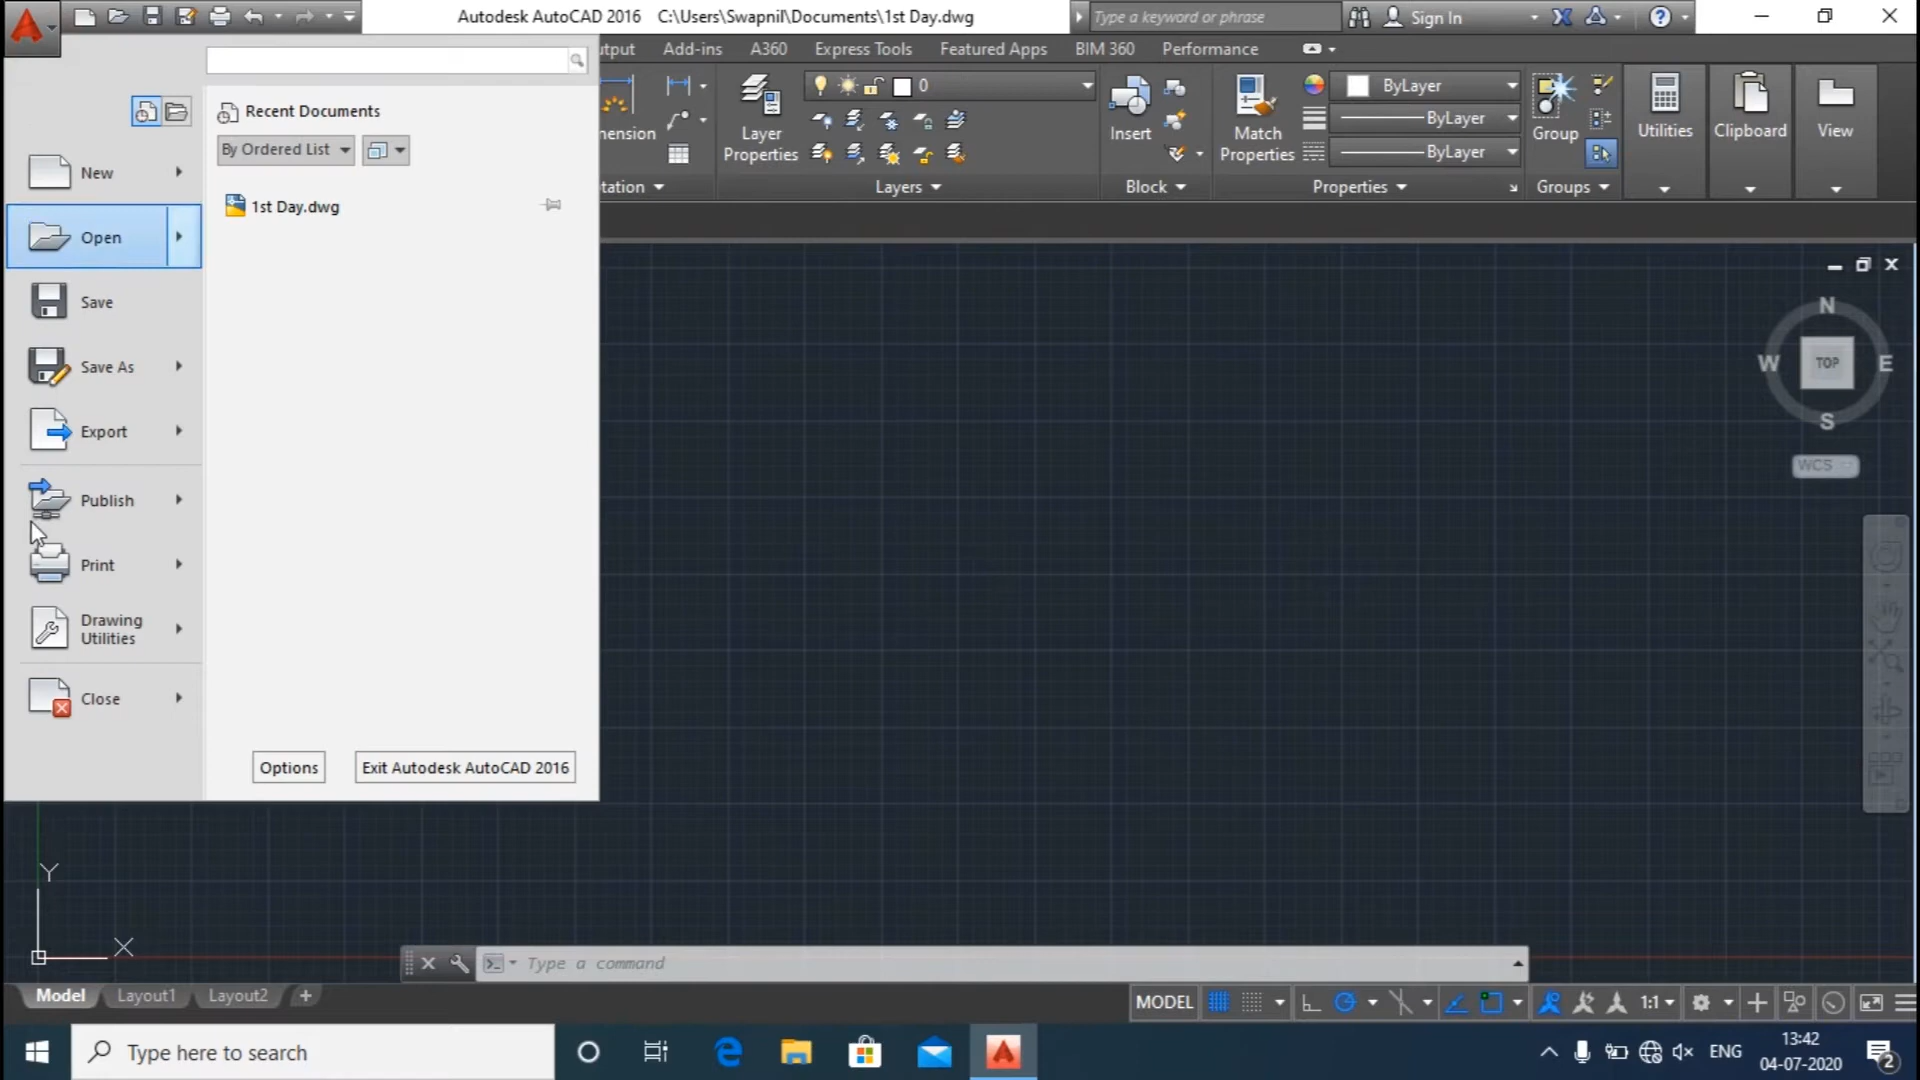 Autodesk AutoCAD 2016 C:\Users\Swapnil\Documents\1st Day.dwg
Type a keyword or phrase
Sign In
utput
Add-ins
A360
Express Tools
Featured Apps
BIM 360
Performance
Recent Documents
By Ordered List
1st Day.dwg
New
Open
Save
Save As
Export
Publish
Print
Drawing
Utilities
Close
Options
Exit Autodesk AutoCAD 2016
mension
tation
Layer
Properties
0
Layers
Insert
Block
Match
Properties
ByLayer
ByLayer
ByLayer
Properties
Group
Groups
Utilities
Clipboard
View
N
W
TOP
E
S
WCS
Y
X
Type a command
Model
Layout1
Layout2
MODEL
1:1
Type here to search
ENG
13:42
04-07-2020
2